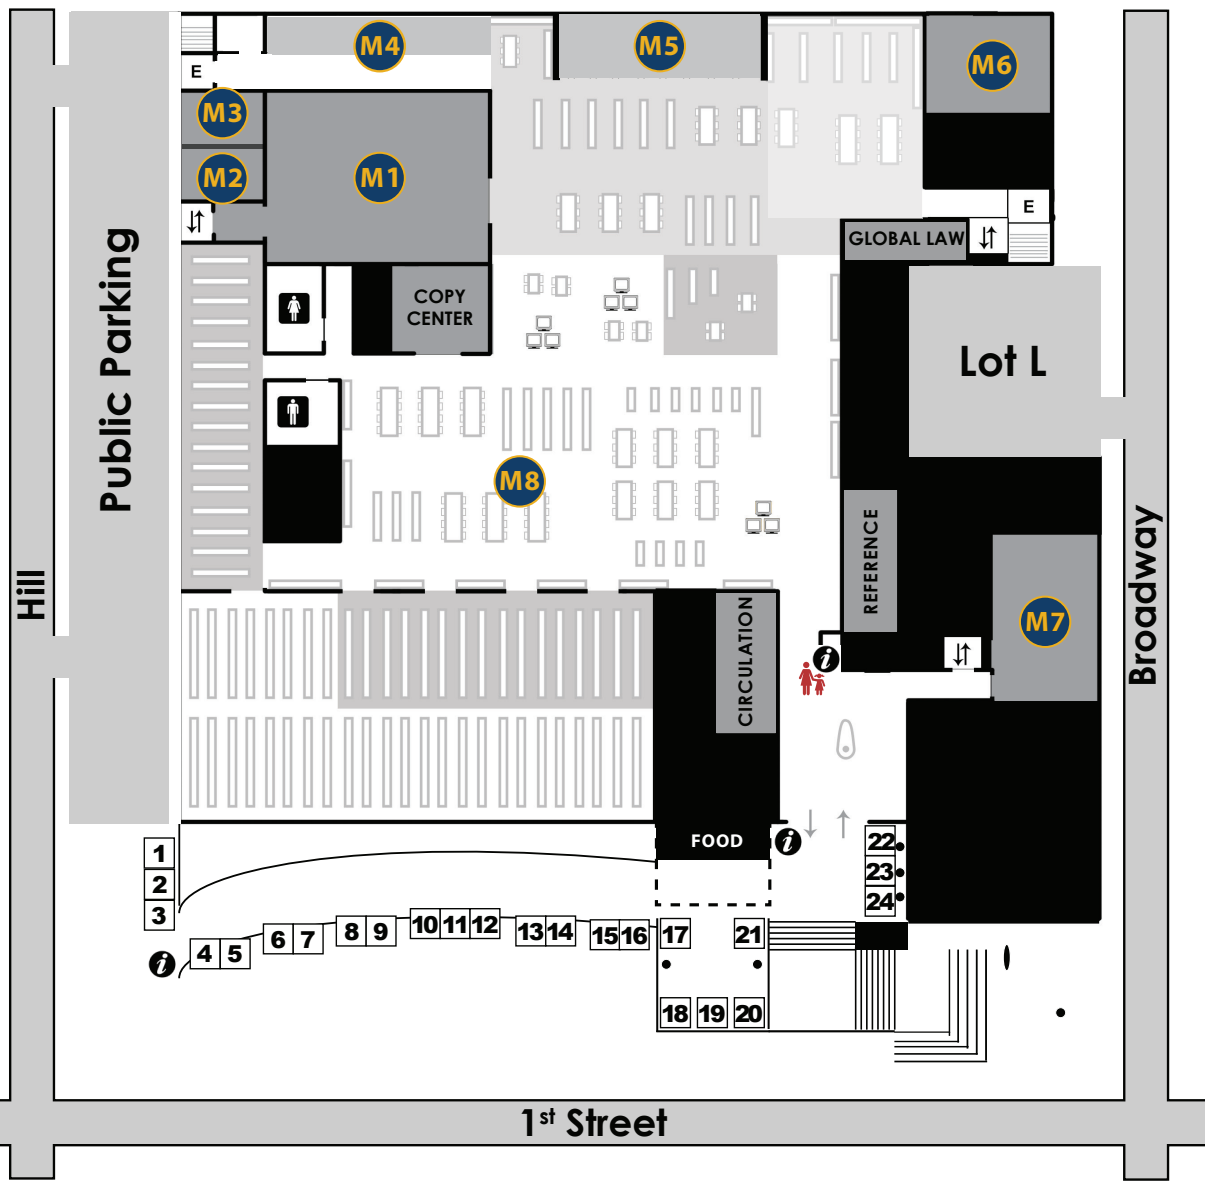 M4
M5
M6
E
M3
M2
M1
E
GLOBAL LAW
COPY
CENTER
Public Parking
Lot L
M8
REFERENCE
Hill
Broadway
M7
CIRCULATION
i
FOOD
i
22
23
24
1
2
3
i
4 5
6 7
8 9
10 11 12
13 14
15 16
17
21
18
19
20
1st Street